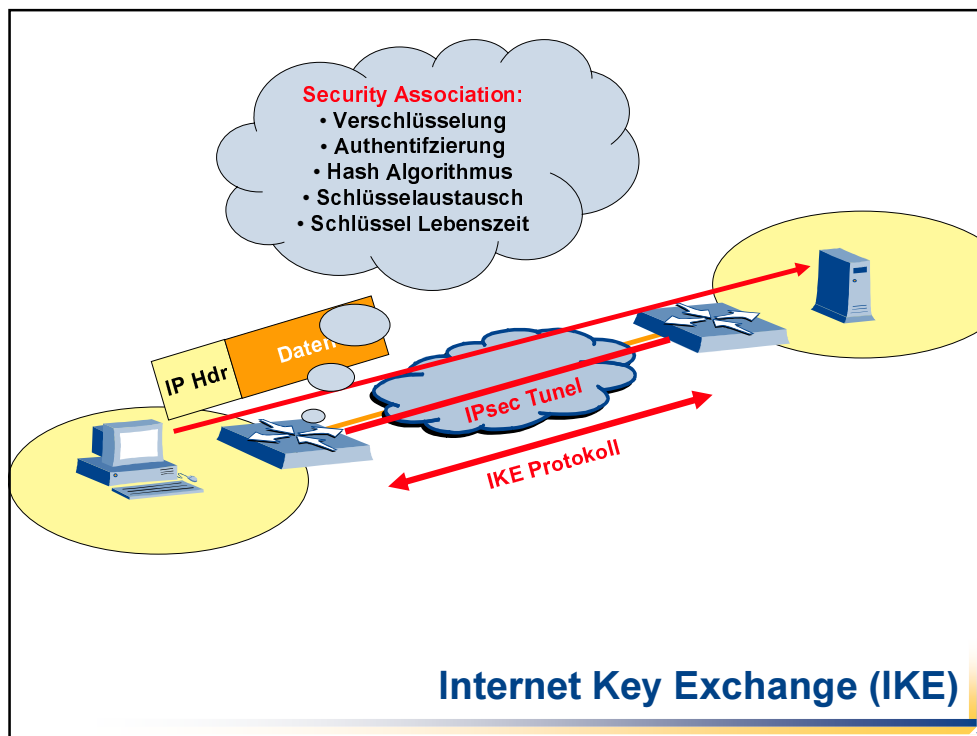 Security Association:
• Verschlüsselung
• Authentifzierung
• Hash Algorithmus
• Schlüsselaustausch
• Schlüssel Lebenszeit
IP Hdr
Daten
IPsec Tunel
IKE Protokoll
Internet Key Exchange (IKE)